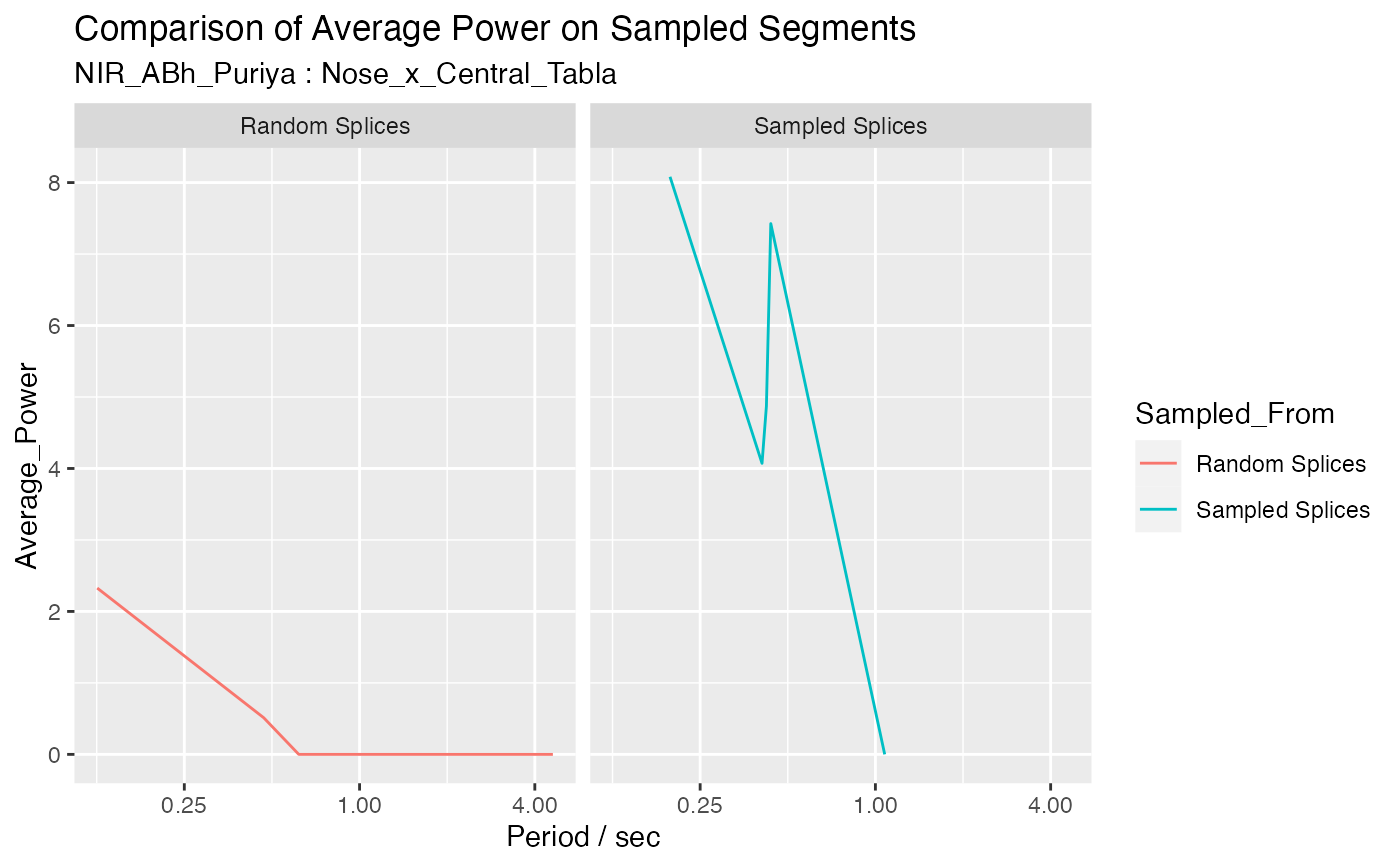 Comparison of Average Power on Sampled Segments
NIR_ABh_Puriya : Nose_x_Central_Tabla
Random Splices
Sampled Splices
Average_Power
8
6
4
2
0
0.25
1.00
4.00
0.25
1.00
4.00
Period / sec
Sampled_From
Random Splices
Sampled Splices